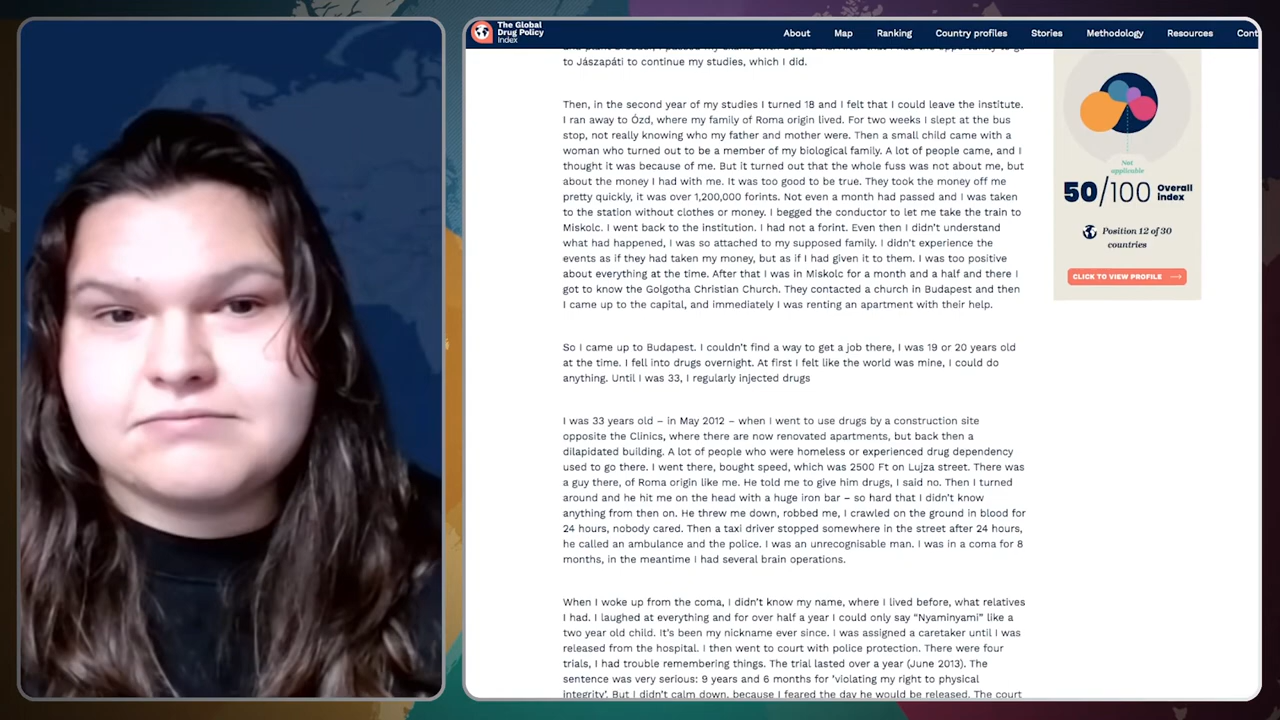 The Global
Drug Policy
Index
About
Map
Ranking
Country profiles
Stories
Methodology
Resources
Cont
to Jászapáti to continue my studies, which I did.
Then, in the second year of my studies I turned 18 and I felt that I could leave the institute.
I ran away to Ózd, where my family of Roma origin lived. For two weeks I slept at the bus
stop, not really knowing who my father and mother were. Then a small child came with a
woman who turned out to be a member of my biological family. A lot of people came, and I
thought it was because of me. But it turned out that the whole fuss was not about me, but
about the money I had with me. It was too good to be true. They took the money off me
pretty quickly, it was over 1,200,000 forints. Not even a month had passed and I was taken
to the station without clothes or money. I begged the conductor to let me take the train to
Miskolc. I went back to the institution. I had not a forint. Even then I didn't understand
what had happened, I was so attached to my supposed family. I didn't experience the
events as if they had taken my money, but as if I had given it to them. I was too positive
about everything at the time. After that I was in Miskolc for a month and a half and there I
got to know the Golgotha Christian Church. They contacted a church in Budapest and then
I came up to the capital, and immediately I was renting an apartment with their help.
So I came up to Budapest. I couldn't find a way to get a job there, I was 19 or 20 years old
at the time. I fell into drugs overnight. At first I felt like the world was mine, I could do
anything. Until I was 33, I regularly injected drugs
I was 33 years old – in May 2012 – when I went to use drugs by a construction site
opposite the Clinics, where there are now renovated apartments, but back then a
dilapidated building. A lot of people who were homeless or experienced drug dependency
used to go there. I went there, bought speed, which was 2500 Ft on Lujza street. There was
a guy there, of Roma origin like me. He told me to give him drugs, I said no. Then I turned
around and he hit me on the head with a huge iron bar – so hard that I didn't know
anything from then on. He threw me down, robbed me, I crawled on the ground in blood for
24 hours, nobody cared. Then a taxi driver stopped somewhere in the street after 24 hours,
he called an ambulance and the police. I was an unrecognisable man. I was in a coma for 8
months, in the meantime I had several brain operations.
When I woke up from the coma, I didn't know my name, where I lived before, what relatives
I had. I laughed at everything and for over half a year I could only say "Nyaminyami" like a
two year old child. It's been my nickname ever since. I was assigned a caretaker until I was
released from the hospital. I then went to court with police protection. There were four
trials, I had trouble remembering things. The trial lasted over a year (June 2013). The
sentence was very serious: 9 years and 6 months for 'violating my right to physical
integrity'. But I didn't calm down, because I feared the day he would be released. The court
Not
applicable
50/100 Overall
Index
Position 12 of 30
countries
CLICK TO VIEW PROFILE